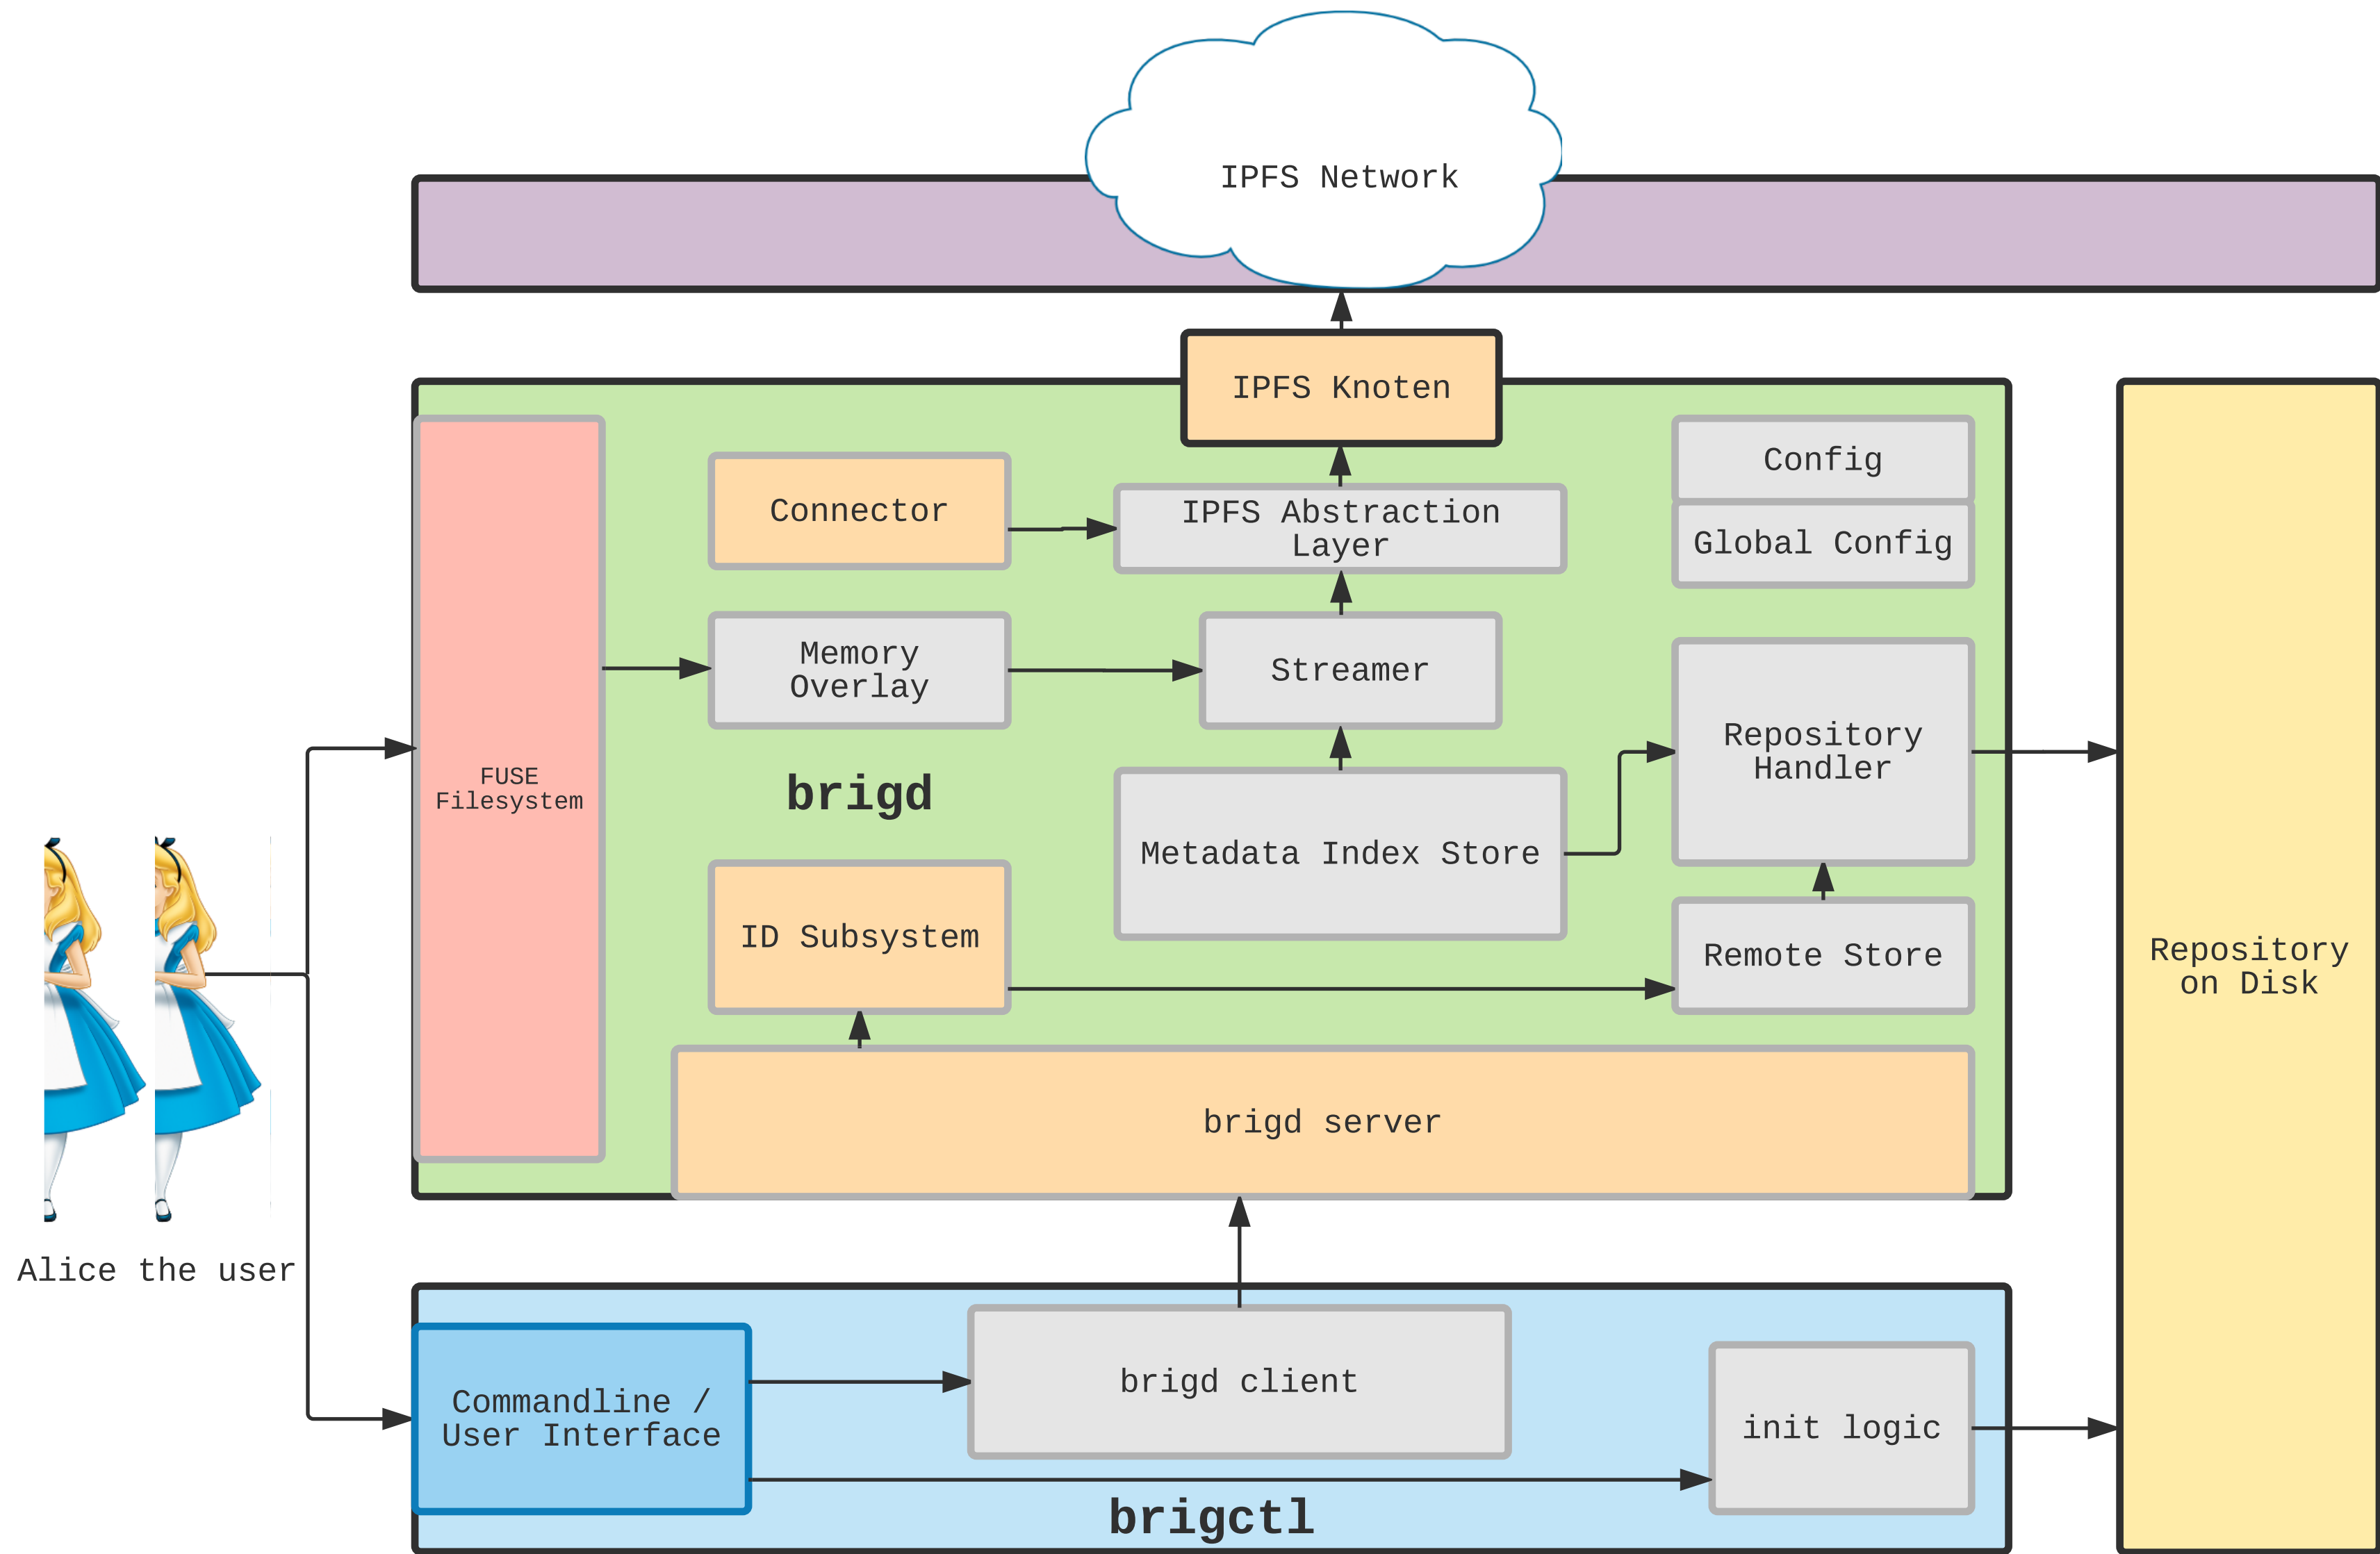 IPFS Network
IPFS Knoten
Config
Connector
IPFS Abstraction
Layer
Global Config
Memory
Overlay
Streamer
Repository
Handler
FUSE
Filesystem
brigd
Metadata Index Store
ID Subsystem
Remote Store
Repository
on Disk
brigd server
Alice the user
brigd client
Commandline /
User Interface
init logic
brigctl